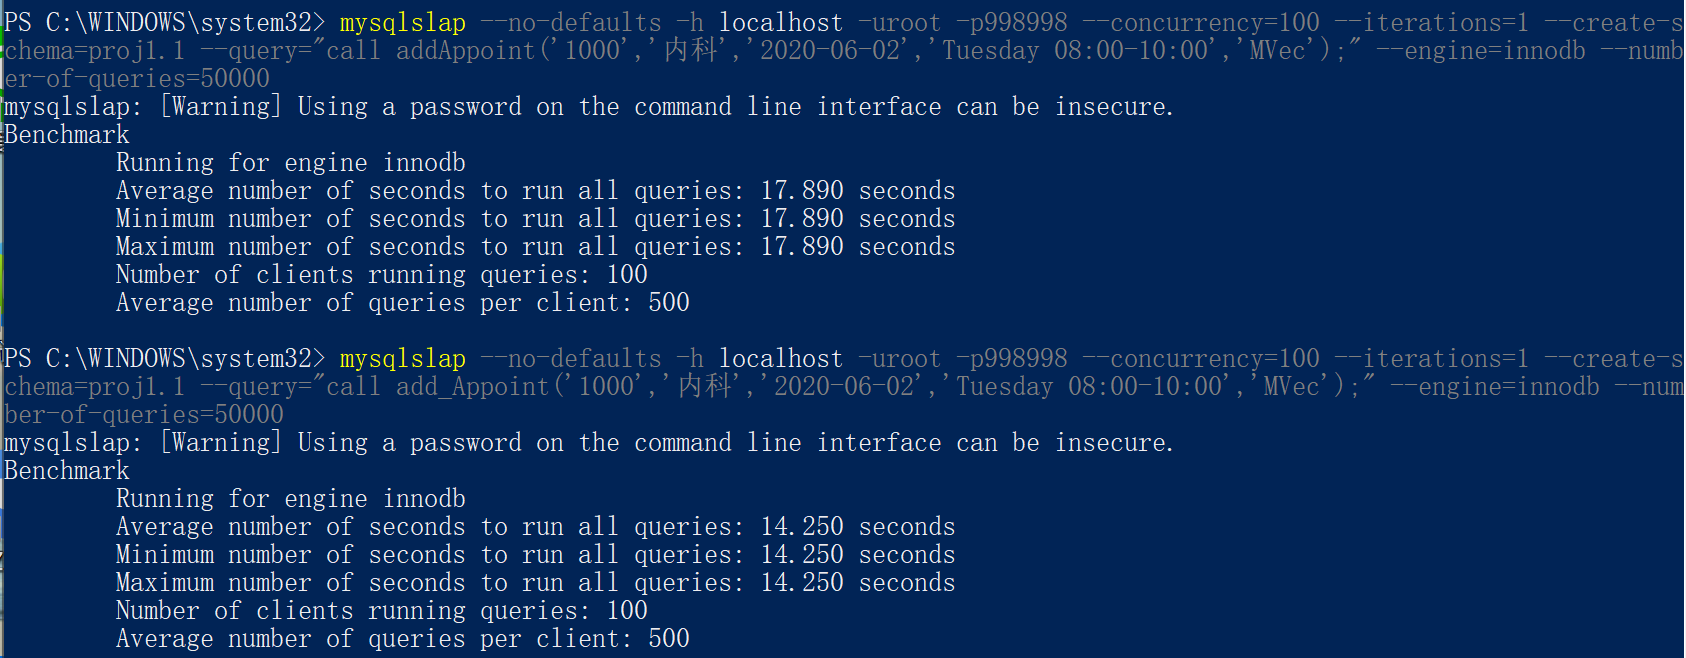 PS C:\WINDOWS\system32> mysqlslap --no-defaults -h localhost -uroot -p998998 --concurrency=100 --iterations=1 --create-s
chema=proj1.1 --query="call addAppoint('1000','内科','2020-06-02','Tuesday 08:00-10:00','MVec');" --engine=innodb --numb
er-of-queries=50000
mysqlslap: [Warning] Using a password on the command line interface can be insecure.
Benchmark
        Running for engine innodb
        Average number of seconds to run all queries: 17.890 seconds
        Minimum number of seconds to run all queries: 17.890 seconds
        Maximum number of seconds to run all queries: 17.890 seconds
        Number of clients running queries: 100
        Average number of queries per client: 500
PS C:\WINDOWS\system32> mysqlslap --no-defaults -h localhost -uroot -p998998 --concurrency=100 --iterations=1 --create-s
chema=proj1.1 --query="call add_Appoint('1000','内科','2020-06-02','Tuesday 08:00-10:00','MVec');" --engine=innodb --num
ber-of-queries=50000
mysqlslap: [Warning] Using a password on the command line interface can be insecure.
Benchmark
        Running for engine innodb
        Average number of seconds to run all queries: 14.250 seconds
        Minimum number of seconds to run all queries: 14.250 seconds
        Maximum number of seconds to run all queries: 14.250 seconds
        Number of clients running queries: 100
        Average number of queries per client: 500